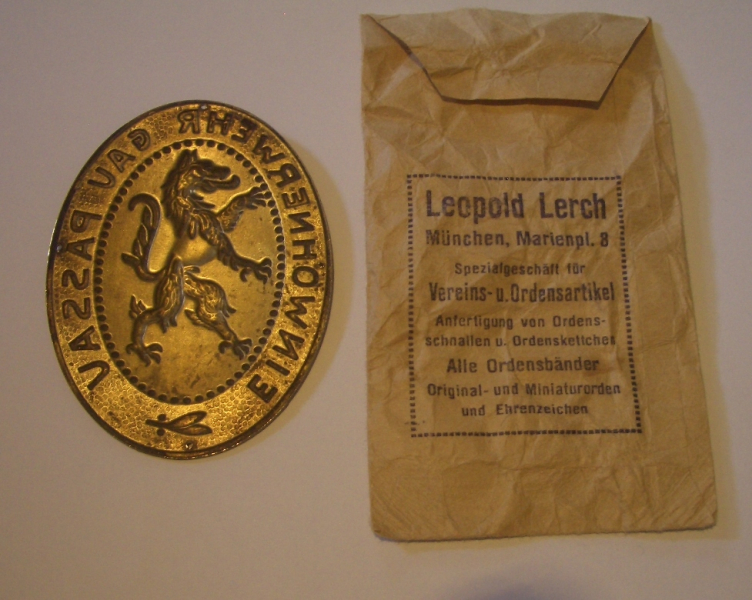 EINWOHNERWEHR GAU PASSAU
Leopold Lerch
München, Marienpl. 8
Spezialgeschäft für
Vereins- u. Ordensartikel
Anfertigung von Ordens-
schnallen u. Ordenskettchen
Alle Ordensbänder
Original- und Miniaturorden
und Ehrenzeichen